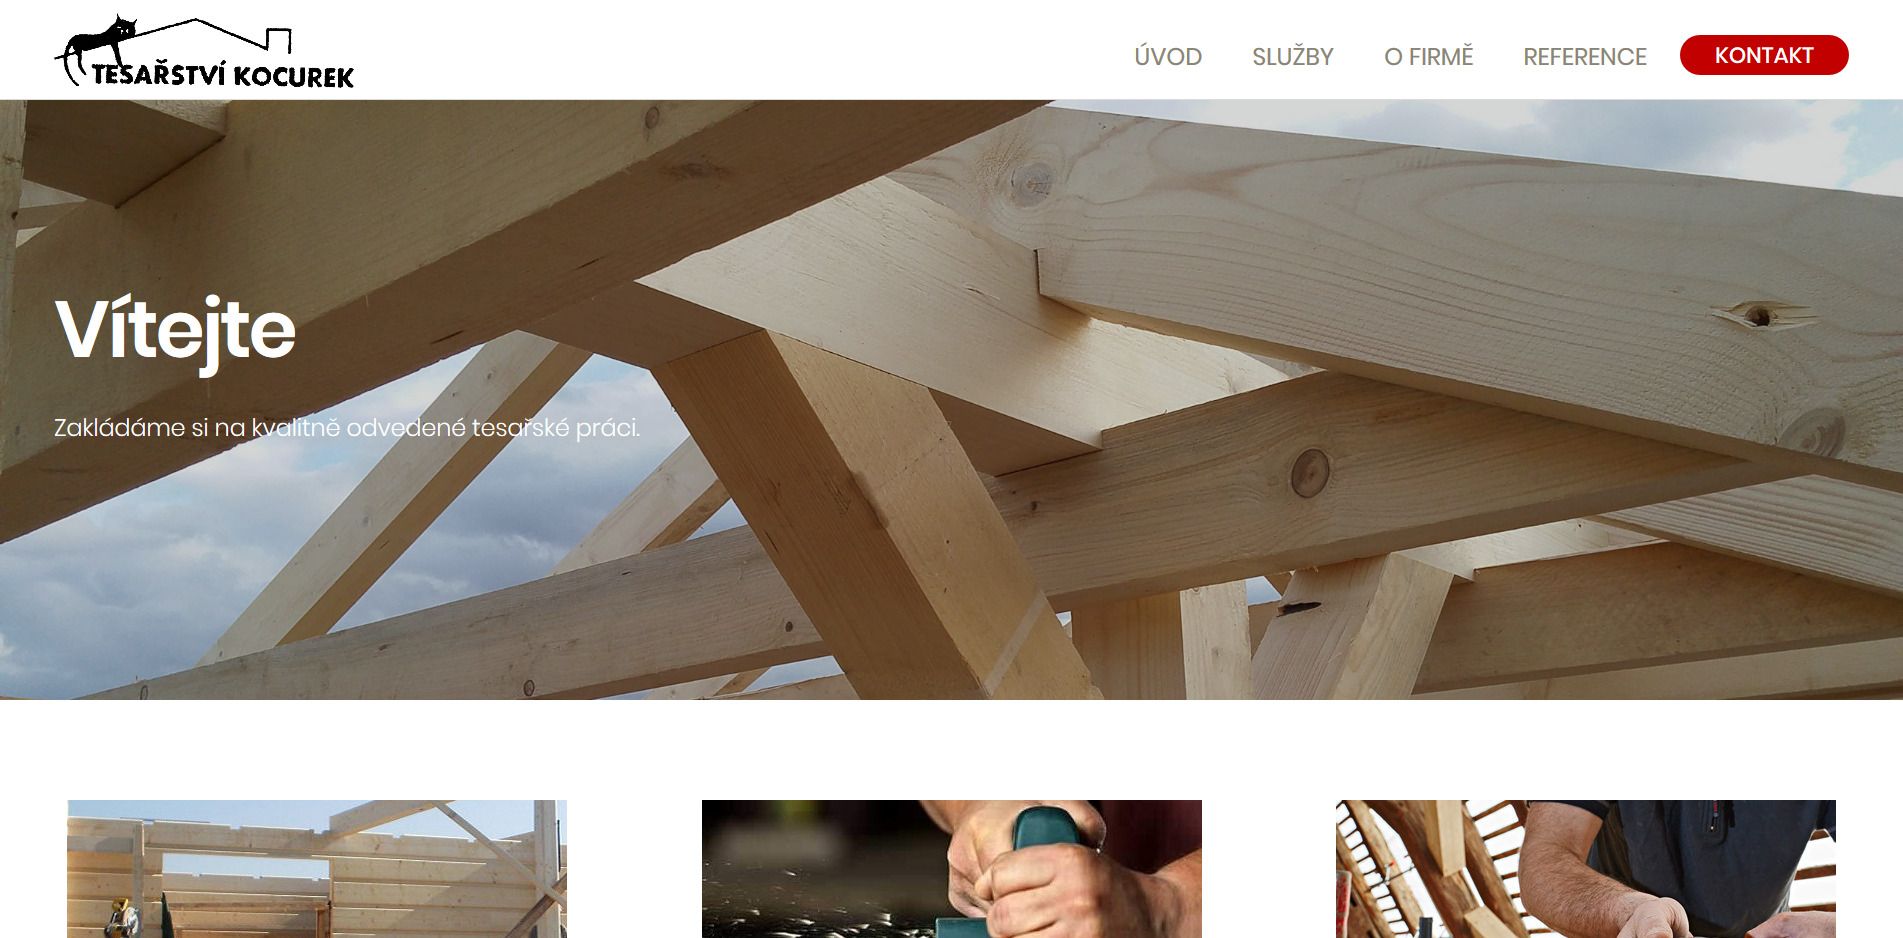 TESAŘSTVÍ KOCUREK
ÚVOD
SLUŽBY
O FIRMĚ
REFERENCE
KONTAKT
Vítejte
Zakládáme si na kvalitně odvedené tesařské práci.